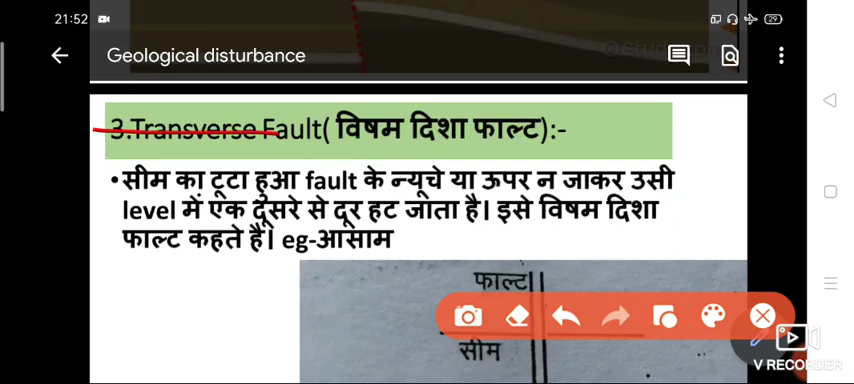 21:52
29
Geological disturbance
3.Transverse Fault( विषम दिशा फाल्ट):-
•सीम का टूटा हुआ fault के न्यूचे या ऊपर न जाकर उसी
level में एक दूसरे से दूर हट जाता है। इसे विषम दिशा
फाल्ट कहते है। eg-आसाम
फाल्ट
सीम
V RECORDER